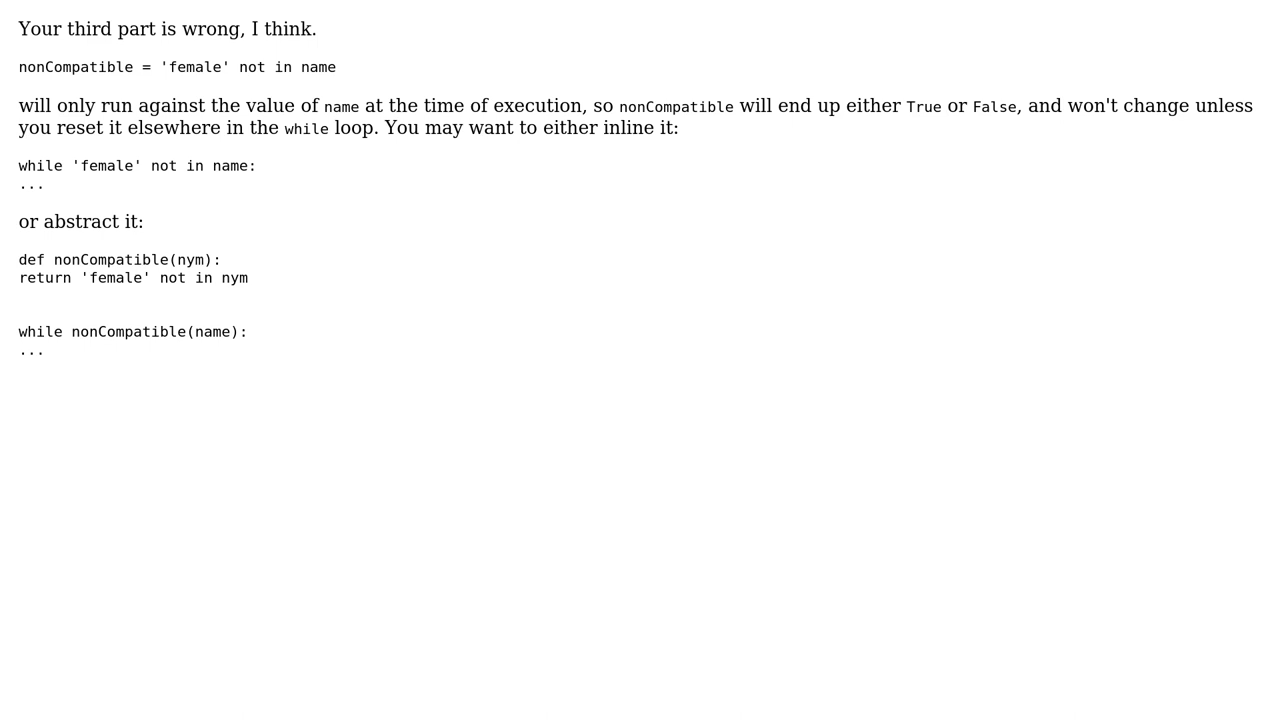 Your third part is wrong, I think.
nonCompatible = 'female' not in name
will only run against the value of name at the time of execution, so nonCompatible will end up either True or False, and won't change unless
you reset it elsewhere in the while loop. You may want to either inline it:
while 'female' not in name:
...
or abstract it:
def nonCompatible(nym):
return 'female' not in nym
while nonCompatible(name):
...